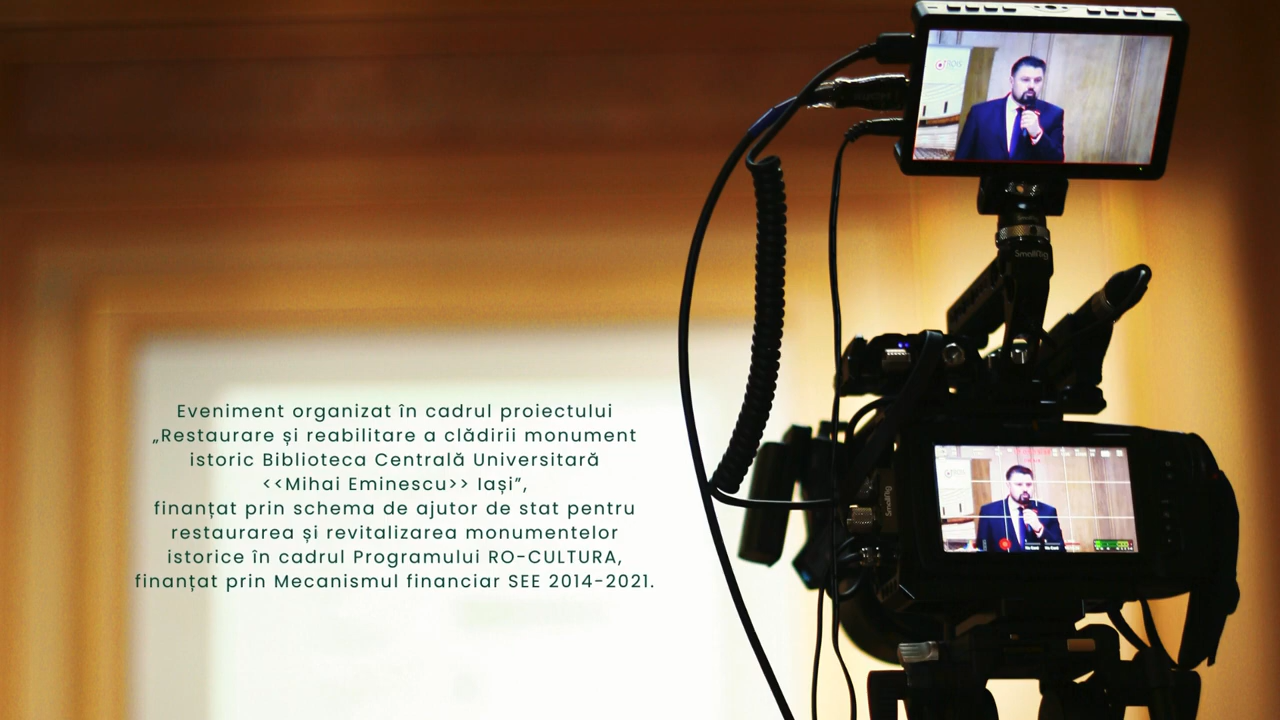 Eveniment organizat în cadrul proiectului
„Restaurare și reabilitare a clădirii monument
istoric Biblioteca Centrală Universitară
<<Mihai Eminescu>> Iași”,
finanțat prin schema de ajutor de stat pentru
restaurarea și revitalizarea monumentelor
istorice în cadrul Programului RO-CULTURA,
finanțat prin Mecanismul financiar SEE 2014-2021.
SmallRig
SmallRig